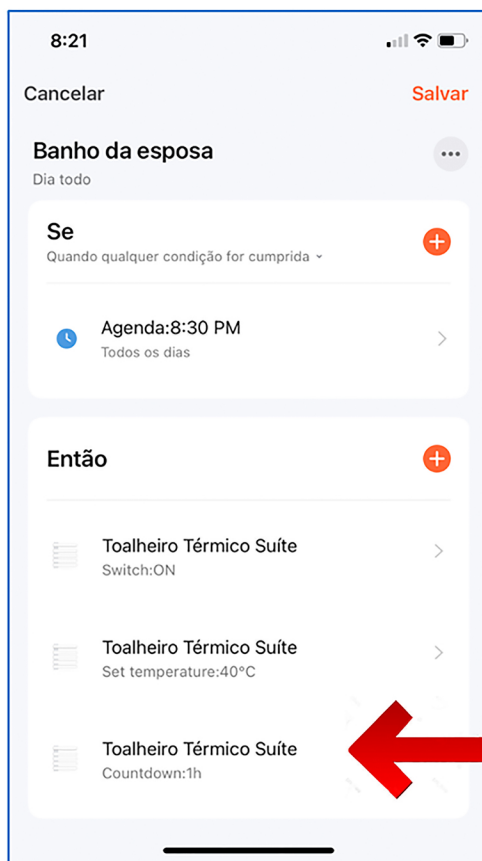 8:21
Cancelar
Salvar
Banho da esposa
Dia todo
Se
Quando qualquer condição for cumprida
Agenda:8:30 PM
Todos os dias
Então
Toalheiro Térmico Suíte
Switch:ON
Toalheiro Térmico Suíte
Set temperature:40°C
Toalheiro Térmico Suíte
Countdown:1h